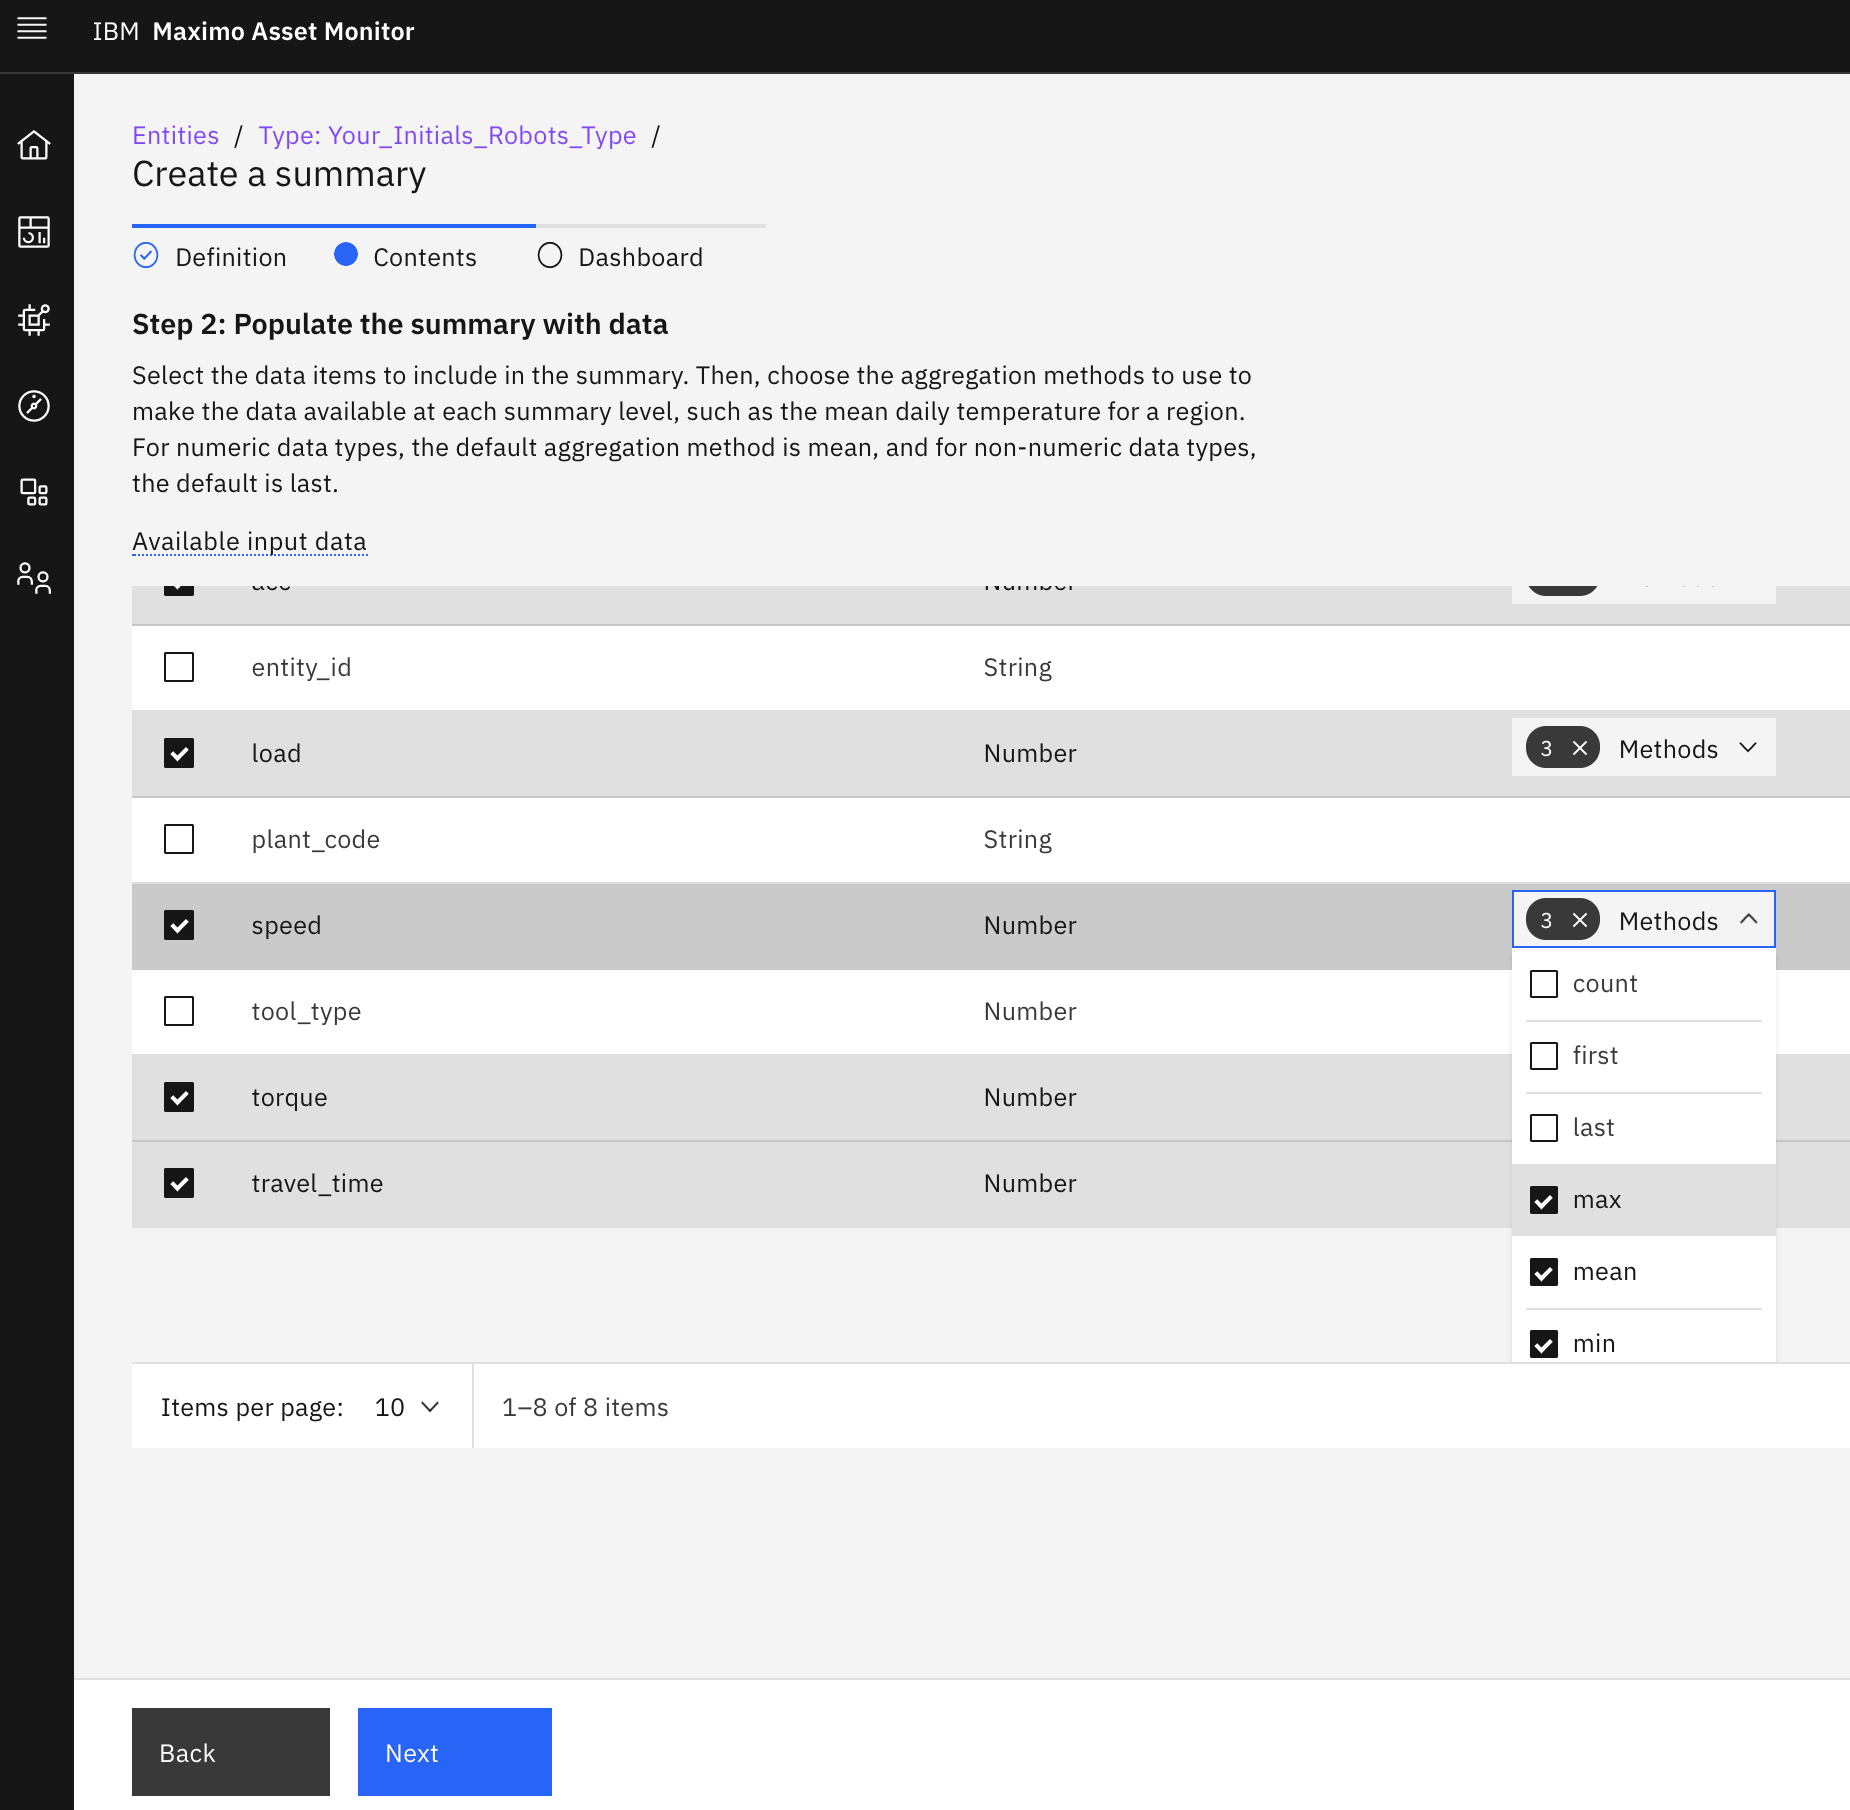 IBM Maximo Asset Monitor
Entities / Type: Your_Initials_Robots_Type /
Create a summary
Definition Contents Dashboard
Step 2: Populate the summary with data
Select the data items to include in the summary. Then, choose the aggregation methods to use to
make the data available at each summary level, such as the mean daily temperature for a region.
For numeric data types, the default aggregation method is mean, and for non-numeric data types,
the default is last.
Available input data
acc Number
entity_id String
load Number 3 Methods
plant_code String
speed Number 3 Methods
count
tool_type Number
first
torque Number
last
travel_time Number
max
mean
min
Items per page: 10 1–8 of 8 items
Back Next